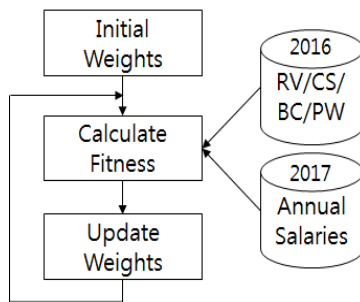 Initial
Weights
Calculate
Fitness
Update
Weights
2016
RV/CS/
BC/PW
2017
Annual
Salaries